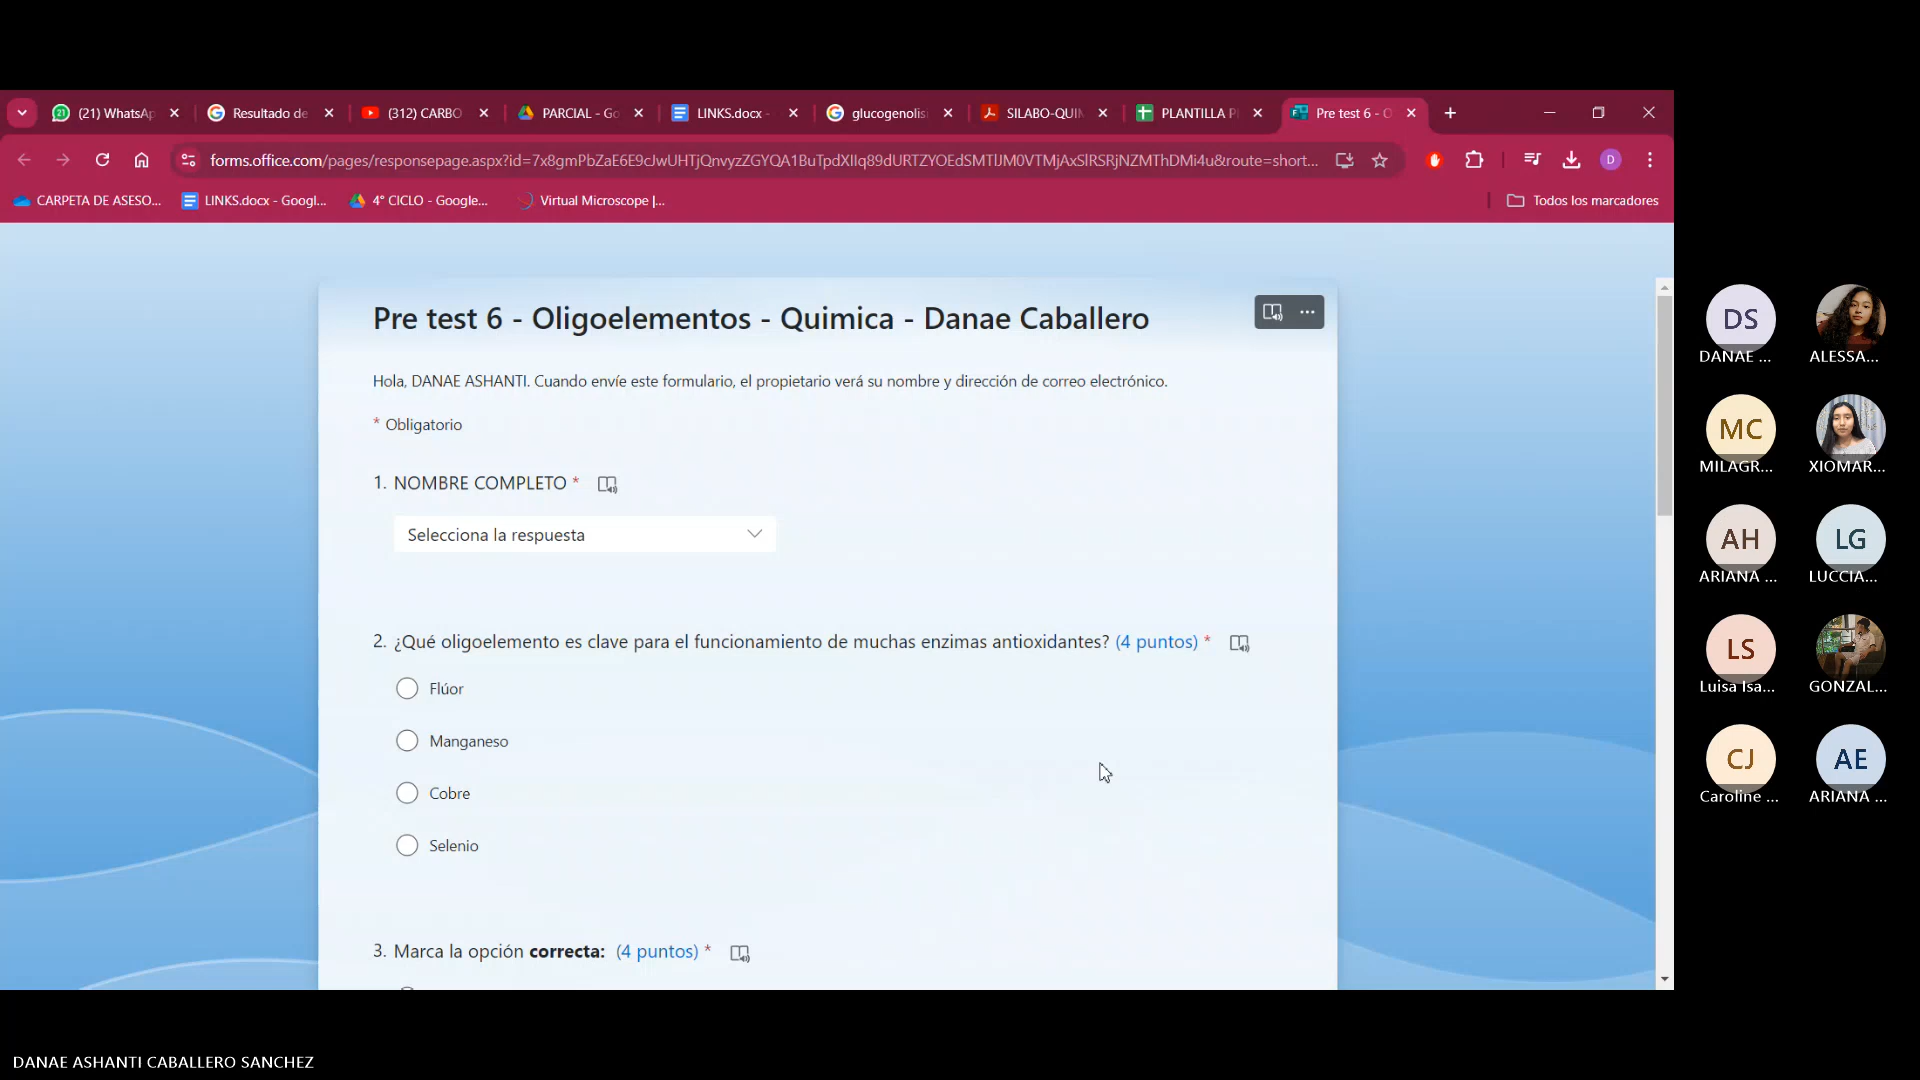 (21) WhatsAp
Resultado de
(312) CARBO
PARCIAL - Go
LINKS.docx -
glucogenolisi
SILABO-QUIN
PLANTILLA P
Pre test 6 - O
forms.office.com/pages/responsepage.aspx?id=7x8gmPbZaE6E9cJwUHTjQnvyzZGYQA1BuTpdXIIq89dURTZYOEdSMTlJM0VTMjAxSlRSRjNZMThDMi4u&route=short...
D
CARPETA DE ASESO...
LINKS.docx - Googl...
4° CICLO - Google...
Virtual Microscope |...
Todos los marcadores
Pre test 6 - Oligoelementos - Quimica - Danae Caballero
Hola, DANAE ASHANTI. Cuando envíe este formulario, el propietario verá su nombre y dirección de correo electrónico.
* Obligatorio
1. NOMBRE COMPLETO *
Selecciona la respuesta
2. ¿Qué oligoelemento es clave para el funcionamiento de muchas enzimas antioxidantes? (4 puntos) *
Flúor
Manganeso
Cobre
Selenio
3. Marca la opción correcta: (4 puntos) *
DS
DANAE ...
ALESSA...
MC
MILAGR...
XIOMAR...
AH
ARIANA ...
LG
LUCCIA...
LS
Luisa Isa...
GONZAL...
CJ
Caroline ...
AE
ARIANA ...
DANAE ASHANTI CABALLERO SANCHEZ